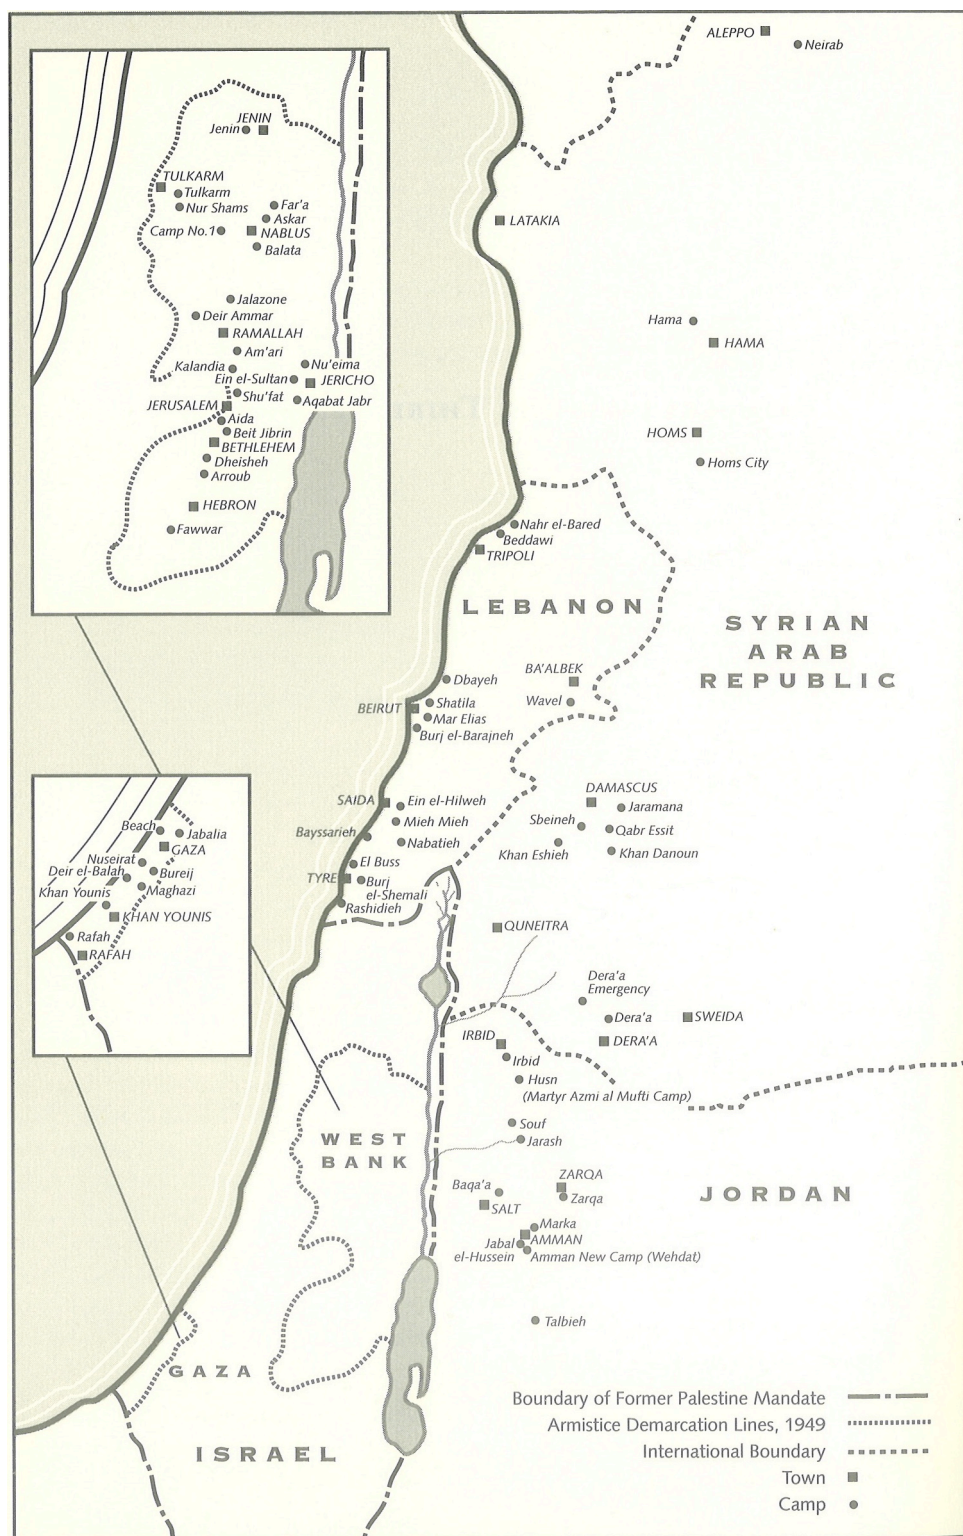 ALEPPO
Neirab
JENIN
Jenin
TULKARM
Tulkarm
Nur Shams
Far'a
Askar
Camp No.1
NABLUS
Balata
LATAKIA
Jalazone
Deir Ammar
RAMALLAH
Am'ari
Kalandia
Nu'eima
Ein el-Sultan
JERICHO
Shu'fat
Aqabat Jabr
JERUSALEM
Aida
Beit Jibrin
BETHLEHEM
Dheisheh
Arroub
HEBRON
Fawwar
Hama
HAMA
HOMS
Homs City
Nahr el-Bared
Beddawi
TRIPOLI
LEBANON
SYRIAN
ARAB
REPUBLIC
BA'ALBEK
Wavel
Dbayeh
Shatila
BEIRUT
Mar Elias
Burj el-Barajneh
SAIDA
Ein el-Hilweh
Mieh Mieh
Bayssarieh
Nabatieh
El Buss
TYRE
Burj
el-Shemali
Rashidieh
DAMASCUS
Jaramana
Sbeineh
Qabr Essit
Khan Eshieh
Khan Danoun
Beach
Jabalia
GAZA
Nuseirat
Deir el-Balah
Bureij
Maghazi
Khan Younis
KHAN YOUNIS
Rafah
RAFAH
QUNEITRA
Dera'a
Emergency
Dera'a
SWEIDA
DERA'A
IRBID
Irbid
Husn
(Martyr Azmi al Mufti Camp)
Souf
Jarash
WEST
BANK
ZARQA
Baqa'a
Zarqa
SALT
JORDAN
Marka
AMMAN
Jabal
el-Hussein
Amman New Camp (Wehdat)
Talbieh
GAZA
ISRAEL
Boundary of Former Palestine Mandate
Armistice Demarcation Lines, 1949
International Boundary
Town
Camp